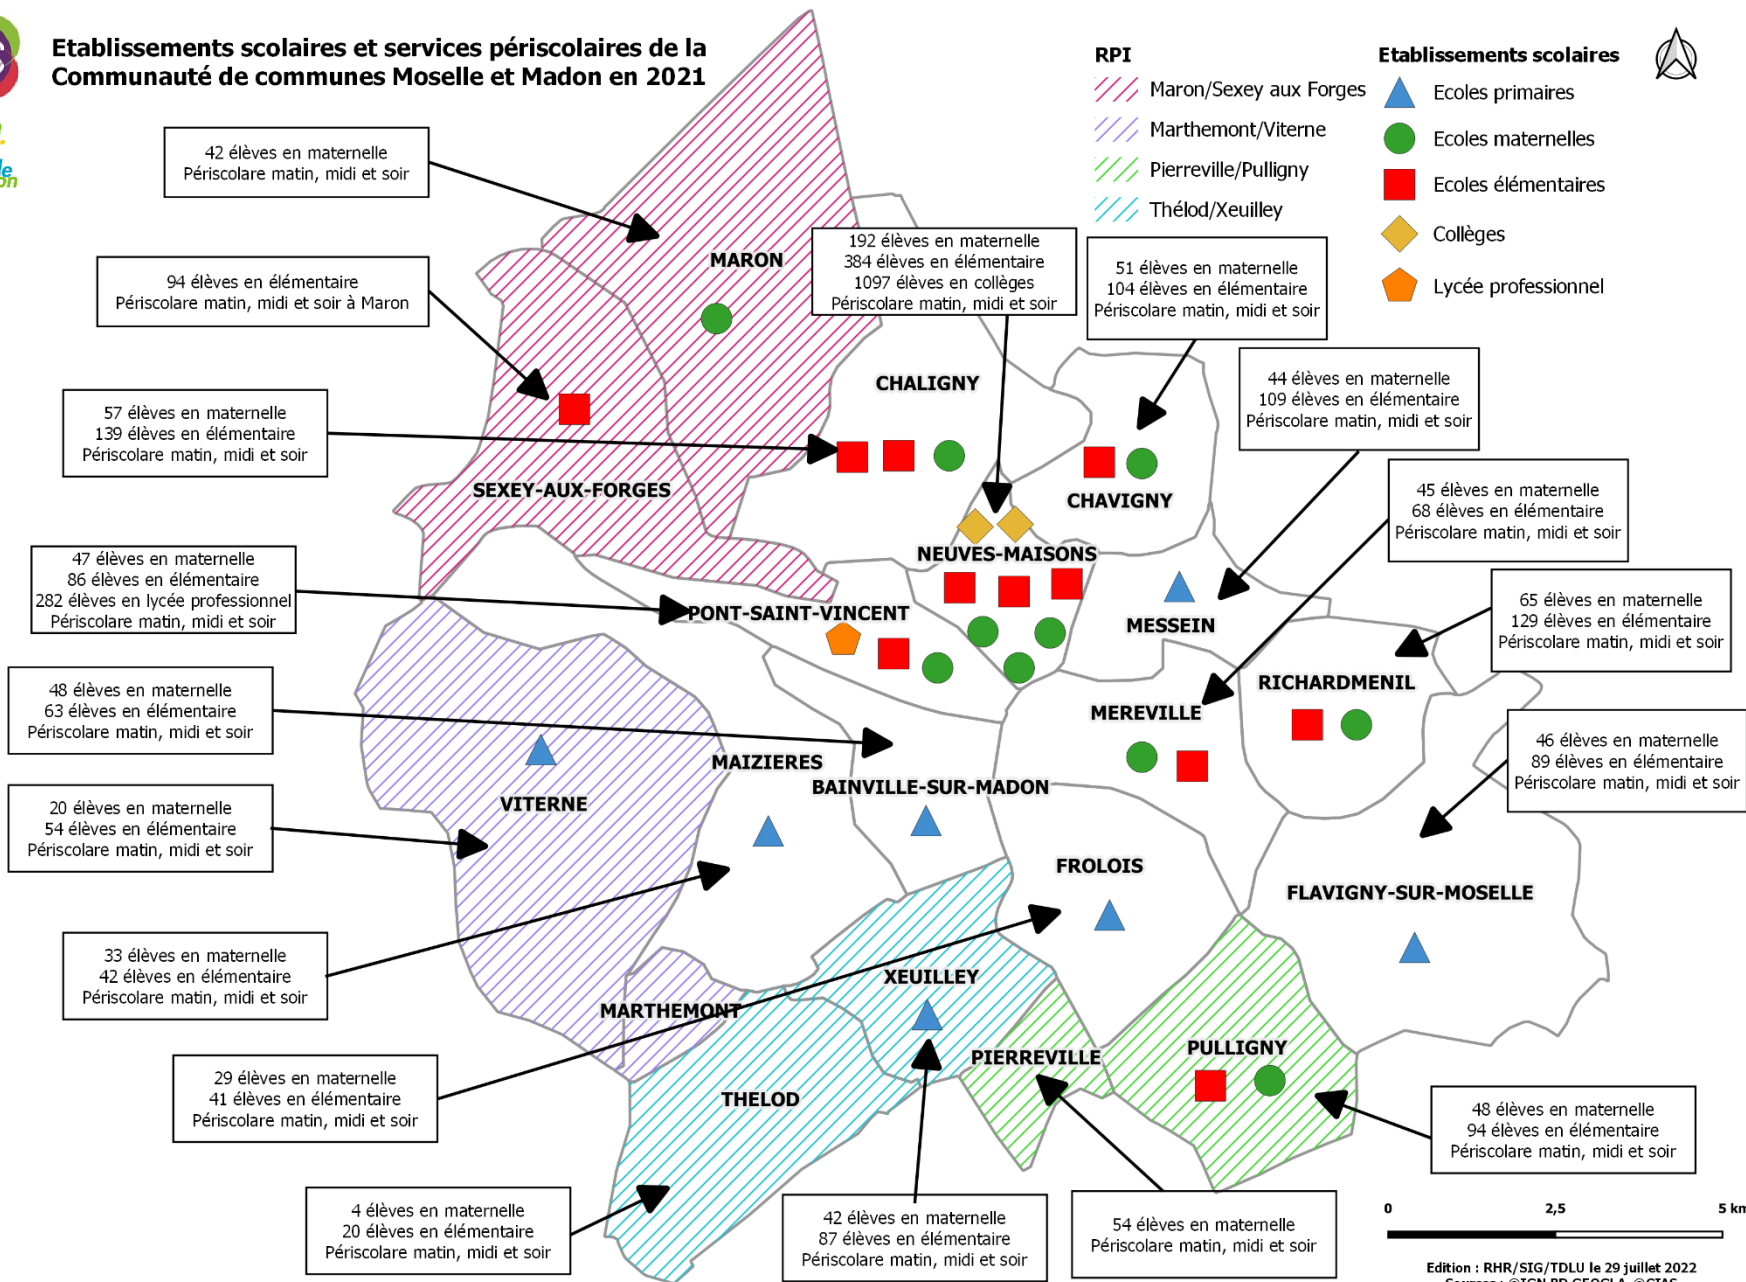 Etablissements scolaires et services périscolaires de la
Communauté de communes Moselle et Madon en 2021
RPI
Maron/Sexey aux Forges
Marthemont/Viterne
Pierreville/Pulligny
Thélod/Xeuilley
Etablissements scolaires
Ecoles primaires
Ecoles maternelles
Ecoles élémentaires
Collèges
Lycée professionnel
42 élèves en maternelle
Périscolare matin, midi et soir
94 élèves en élémentaire
Périscolare matin, midi et soir à Maron
57 élèves en maternelle
139 élèves en élémentaire
Périscolare matin, midi et soir
47 élèves en maternelle
86 élèves en élémentaire
282 élèves en lycée professionnel
Périscolare matin, midi et soir
48 élèves en maternelle
63 élèves en élémentaire
Périscolare matin, midi et soir
20 élèves en maternelle
54 élèves en élémentaire
Périscolare matin, midi et soir
33 élèves en maternelle
42 élèves en élémentaire
Périscolare matin, midi et soir
29 élèves en maternelle
41 élèves en élémentaire
Périscolare matin, midi et soir
4 élèves en maternelle
20 élèves en élémentaire
Périscolare matin, midi et soir
192 élèves en maternelle
384 élèves en élémentaire
1097 élèves en collèges
Périscolare matin, midi et soir
51 élèves en maternelle
104 élèves en élémentaire
Périscolare matin, midi et soir
44 élèves en maternelle
109 élèves en élémentaire
Périscolare matin, midi et soir
45 élèves en maternelle
68 élèves en élémentaire
Périscolare matin, midi et soir
65 élèves en maternelle
129 élèves en élémentaire
Périscolare matin, midi et soir
46 élèves en maternelle
89 élèves en élémentaire
Périscolare matin, midi et soir
48 élèves en maternelle
94 élèves en élémentaire
Périscolare matin, midi et soir
42 élèves en maternelle
87 élèves en élémentaire
Périscolare matin, midi et soir
54 élèves en maternelle
Périscolare matin, midi et soir
MARON
CHALIGNY
SEXEY-AUX-FORGES
CHAVIGNY
NEUVES-MAISONS
PONT-SAINT-VINCENT
MESSEIN
RICHARDMENIL
MEREVILLE
MAIZIERES
BAINVILLE-SUR-MADON
VITERNE
FROLOIS
FLAVIGNY-SUR-MOSELLE
XEUILLEY
MARTHEMONT
PIERREVILLE
PULLIGNY
THELOD
0 2,5 5 km
Edition : RHR/SIG/TDLU le 29 juillet 2022